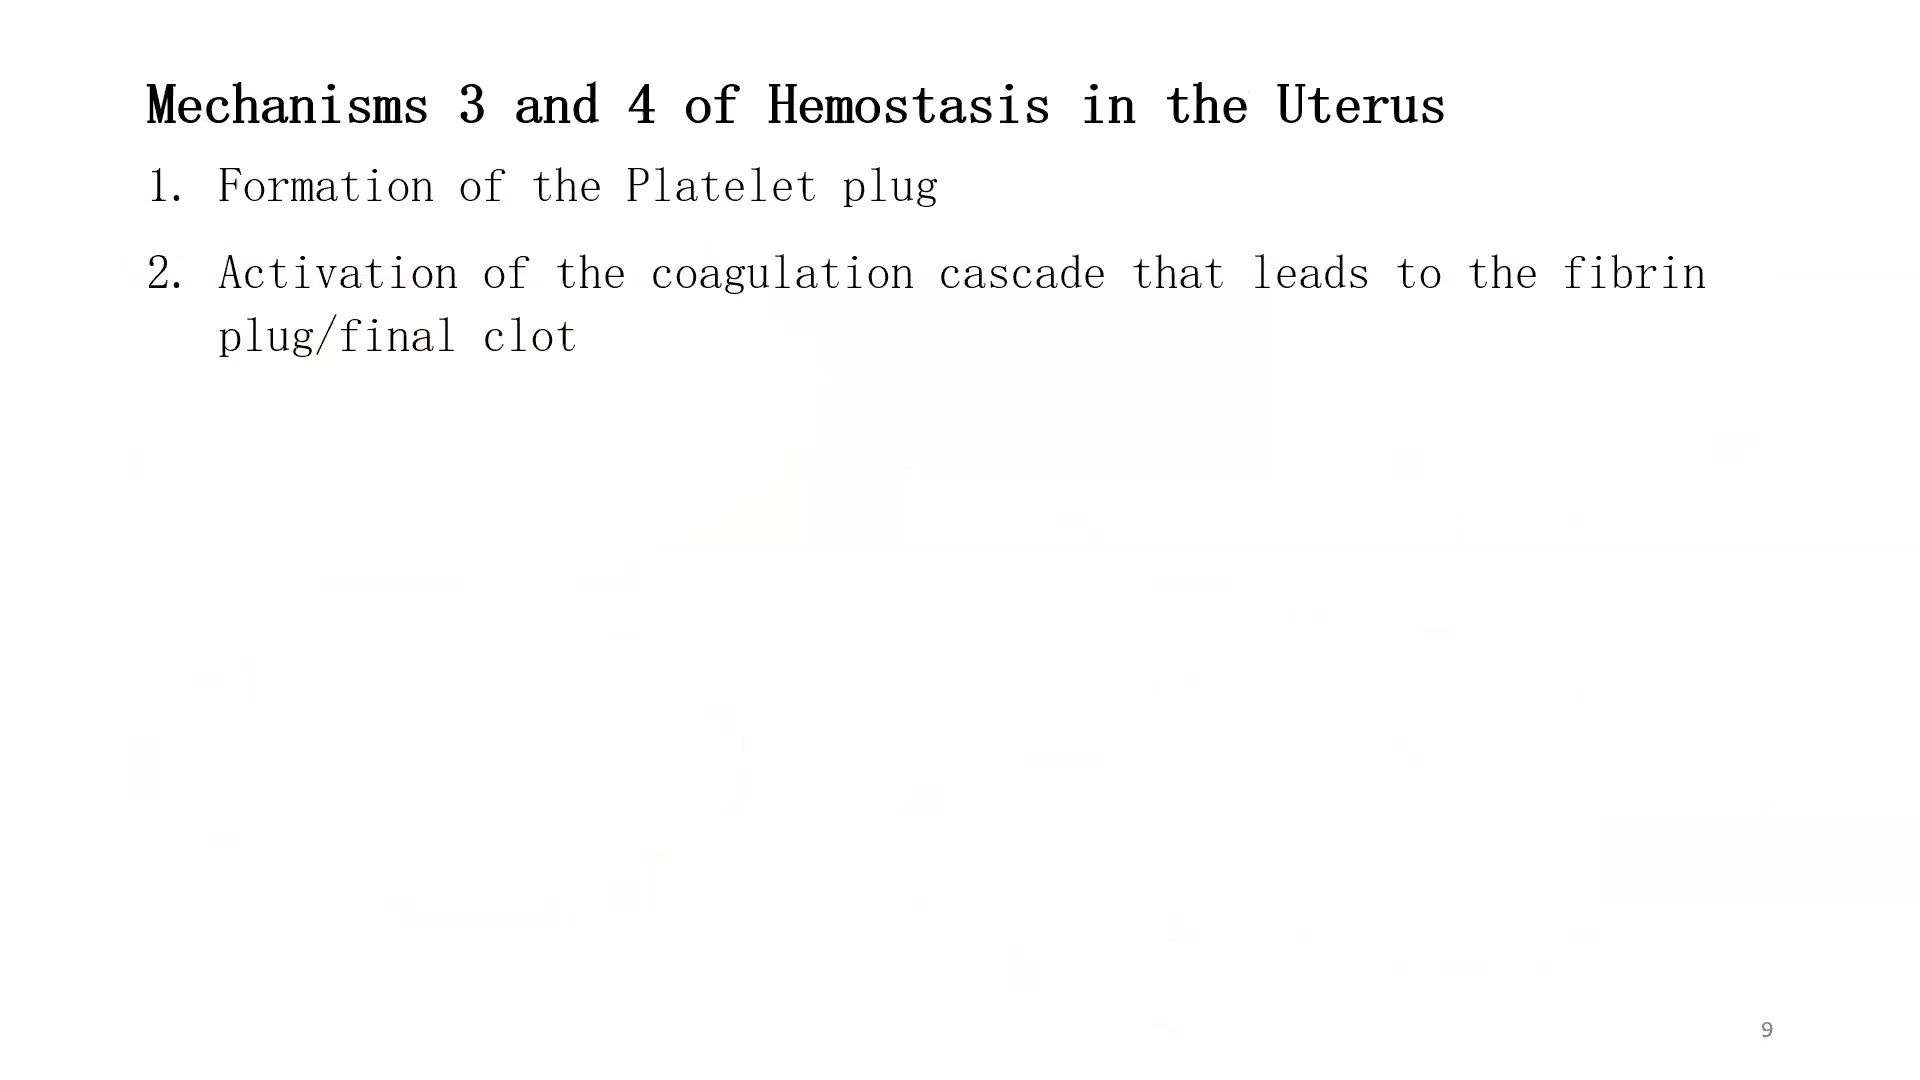 Mechanisms 3 and 4 of Hemostasis in the Uterus
1. Formation of the Platelet plug
2. Activation of the coagulation cascade that leads to the fibrin
plug/final clot
9